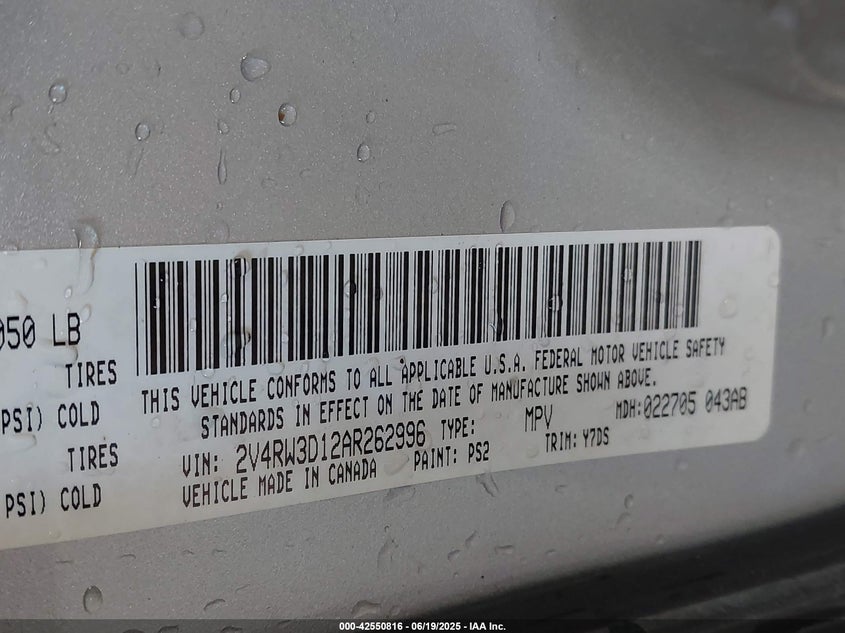 050 LB
TIRES
PSI) COLD
TIRES
PSI) COLD
THIS VEHICLE CONFORMS TO ALL APPLICABLE U.S.A. FEDERAL MOTOR VEHICLE SAFETY
STANDARDS IN EFFECT ON THE DATE OF MANUFACTURE SHOWN ABOVE.
VIN: 2V4RW3D12AR262996 TYPE: MPV MDH:022705 043AB
VEHICLE MADE IN CANADA PAINT: PS2 TRIM: Y7DS
000-42550816 - 06/19/2025 - IAA Inc.